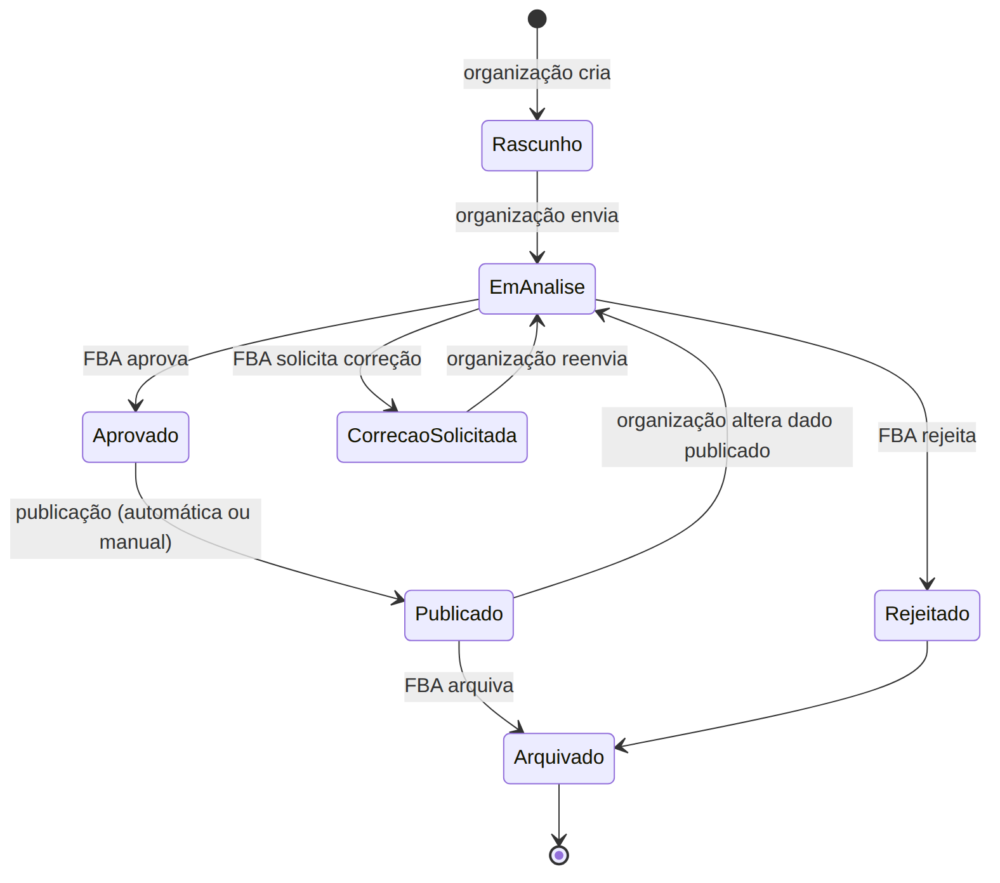 organização cria
Rascunho
organização envia
EmAnalise
FBA aprova
FBA solicita correção
organização reenvia
organização altera dado
publicado
FBA rejeita
Aprovado
CorrecaoSolicitada
publicação (automática ou
manual)
Publicado
Rejeitado
FBA arquiva
Arquivado